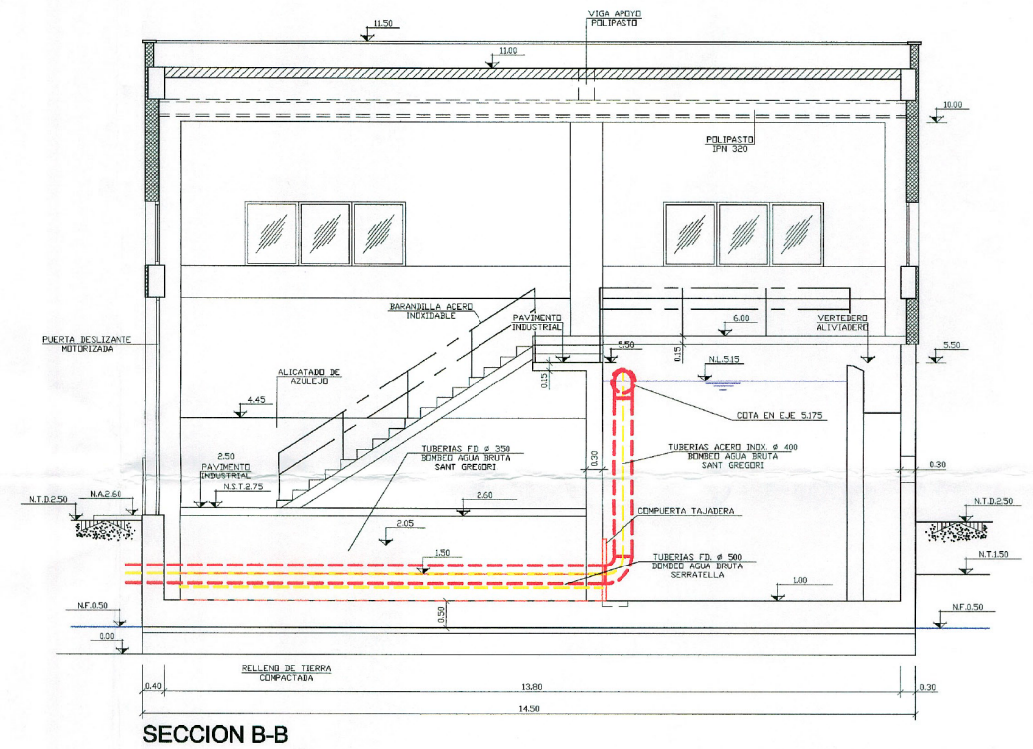 VIGA APOYO
POLIPASTO
11.50
11.00
10.00
POLIPASTO
IPN 320
BARANDILLA ACERO
INOXIDABLE
PAVIMENTO
INDUSTRIAL
6.00
VERTEDERO
ALIVIADERO
PUERTA DESLIZANTE
MOTORIZADA
5.50
0.15
5.50
N.L.5.15
ALICATADO DE
AZULEJO
0.15
4.45
COTA EN EJE 5.175
TUBERIAS FD Ø 350
BOMBEO AGUA BRUTA
SANT GREGORI
TUBERIAS ACERO INOX. Ø 400
BOMBEO AGUA BRUTA
SANT GREGORI
2.50
PAVIMENTO
INDUSTRIAL
0.30
0.30
N.S.T.2.75
N.T.D.2.50
N.A.2.60
2.60
COMPUERTA TAJADERA
N.T.D.2.50
2.05
1.50
TUBERIAS FD. Ø 500
BOMBEO AGUA BRUTA
SERRATELLA
N.T.1.50
1.00
N.F.0.50
0.50
N.F.0.50
0.00
RELLENO DE TIERRA
COMPACTADA
0.40
13.80
0.30
14.50
SECCION B-B